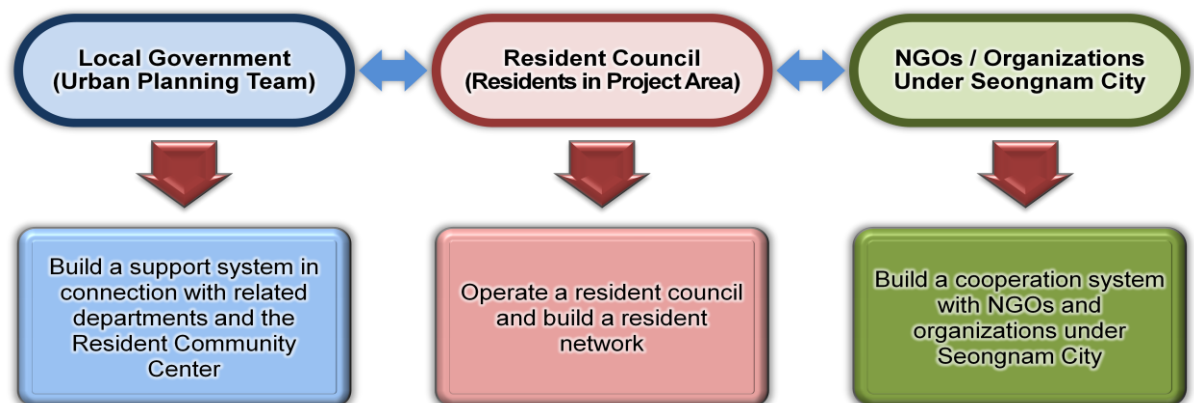 Local Government
(Urban Planning Team)
Resident Council
(Residents in Project Area)
NGOs / Organizations
Under Seongnam City
Build a support system in
connection with related
departments and the
Resident Community
Center
Operate a resident council
and build a resident
network
Build a cooperation system
with NGOs and
organizations under
Seongnam City